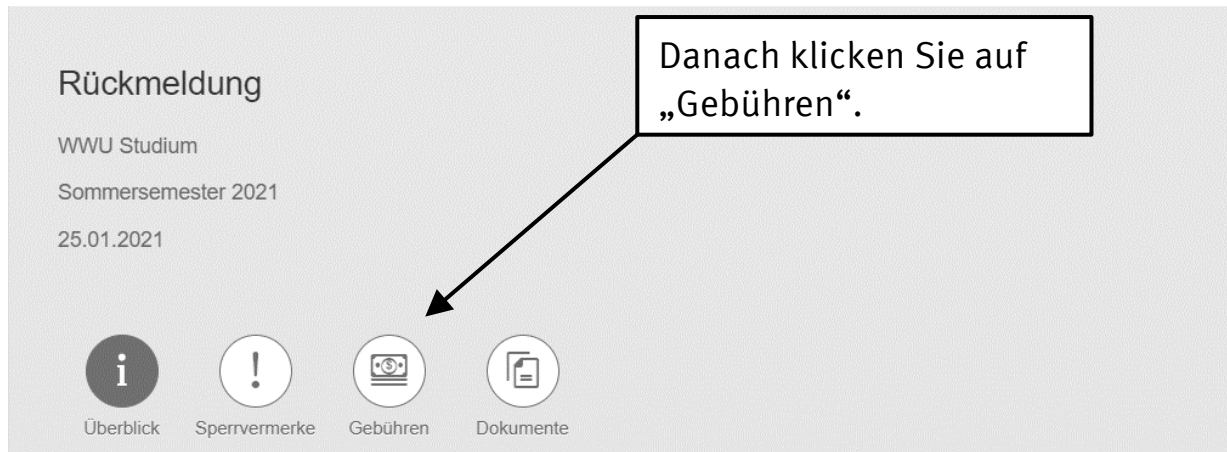 Rückmeldung
WWU Studium
Sommersemester 2021
25.01.2021
Danach klicken Sie auf
„Gebühren“.
i
!
$
Überblick
Sperrvermerke
Gebühren
Dokumente